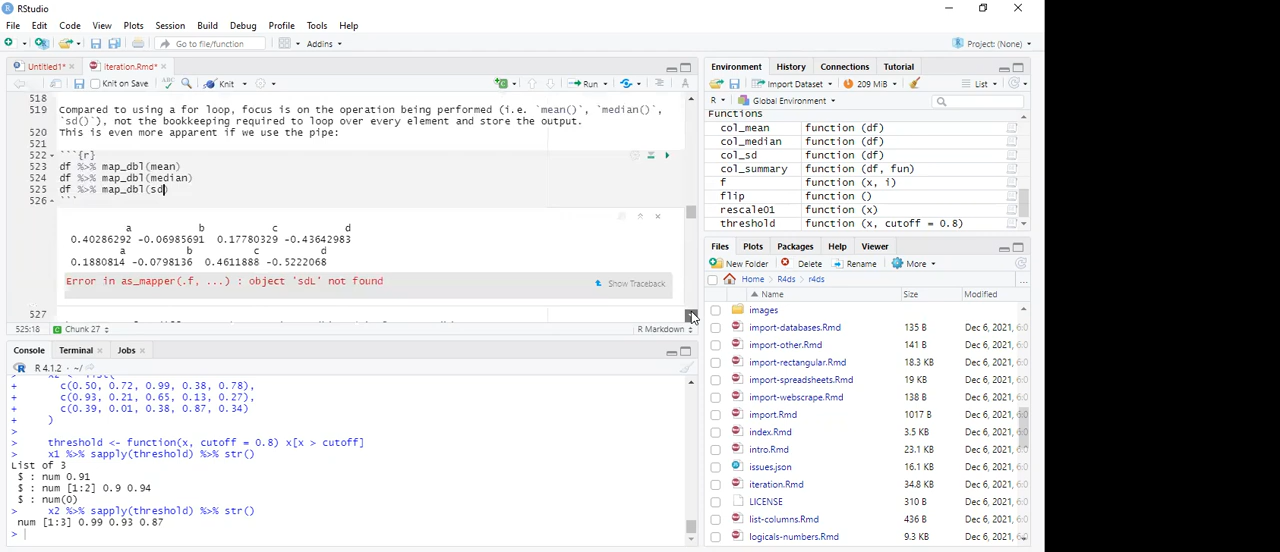 RStudio
File Edit Code View Plots Session Build Debug Profile Tools Help
Go to file/function Addins Project: (None)
Untitled1* Iteration.Rmd*
Knit on Save ABC Knit Run
518
519 Compared to using a for loop, focus is on the operation being performed (i.e. `mean()`, `median()`,
`sd()`), not the bookkeeping required to loop over every element and store the output.
520 This is even more apparent if we use the pipe:
521
522 ```{r}
523 df %>% map_dbl(mean)
524 df %>% map_dbl(median)
525 df %>% map_dbl(sd)
526 ```
a b c d
0.40286292 -0.06985691 0.17780329 -0.43642983
a b c d
0.1880814 -0.0798136 0.4611888 -0.5222068
Error in as_mapper(.f, ...) : object 'sdL' not found Show Traceback
527
525:18 Chunk 27 R Markdown
Console Terminal Jobs
R 4.1.2 · ~/
+ c(0.50, 0.72, 0.99, 0.38, 0.78),
+ c(0.93, 0.21, 0.65, 0.13, 0.27),
+ c(0.39, 0.01, 0.38, 0.87, 0.34)
+ )
>
> threshold <- function(x, cutoff = 0.8) x[x > cutoff]
> x1 %>% sapply(threshold) %>% str()
List of 3
$ : num 0.91
$ : num [1:2] 0.9 0.94
$ : num(0)
> x2 %>% sapply(threshold) %>% str()
num [1:3] 0.99 0.93 0.87
>
Environment History Connections Tutorial
Import Dataset 209 MiB List
R Global Environment
Functions
col_mean function (df)
col_median function (df)
col_sd function (df)
col_summary function (df, fun)
f function (x, i)
flip function ()
rescale01 function (x)
threshold function (x, cutoff = 0.8)
Files Plots Packages Help Viewer
New Folder Delete Rename More
Home R4ds r4ds ...
Name Size Modified
images
import-databases.Rmd 135 B Dec 6, 2021, 6:0
import-other.Rmd 141 B Dec 6, 2021, 6:0
import-rectangular.Rmd 18.3 KB Dec 6, 2021, 6:0
import-spreadsheets.Rmd 19 KB Dec 6, 2021, 6:0
import-webscrape.Rmd 138 B Dec 6, 2021, 6:0
import.Rmd 1017 B Dec 6, 2021, 6:0
index.Rmd 3.5 KB Dec 6, 2021, 6:0
intro.Rmd 23.1 KB Dec 6, 2021, 6:0
issues.json 16.1 KB Dec 6, 2021, 6:0
iteration.Rmd 34.8 KB Dec 6, 2021, 6:0
LICENSE 310 B Dec 6, 2021, 6:0
list-columns.Rmd 436 B Dec 6, 2021, 6:0
logicals-numbers.Rmd 9.3 KB Dec 6, 2021, 6:0